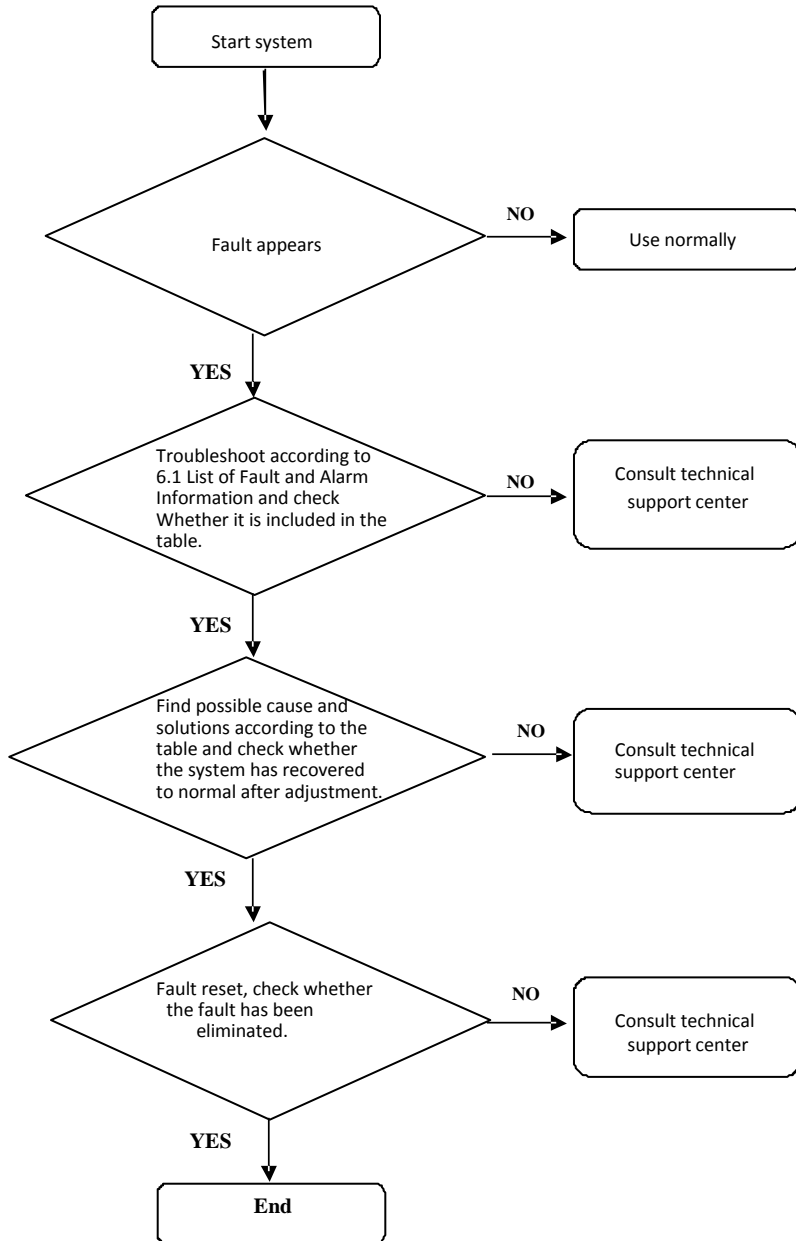 Start system
Fault appears
NO
Use normally
YES
Troubleshoot according to
6.1 List of Fault and Alarm
Information and check
Whether it is included in the
table.
NO
Consult technical
support center
YES
Find possible cause and
solutions according to the
table and check whether
the system has recovered
to normal after adjustment.
NO
Consult technical
support center
YES
Fault reset, check whether
the fault has been
eliminated.
NO
Consult technical
support center
YES
End